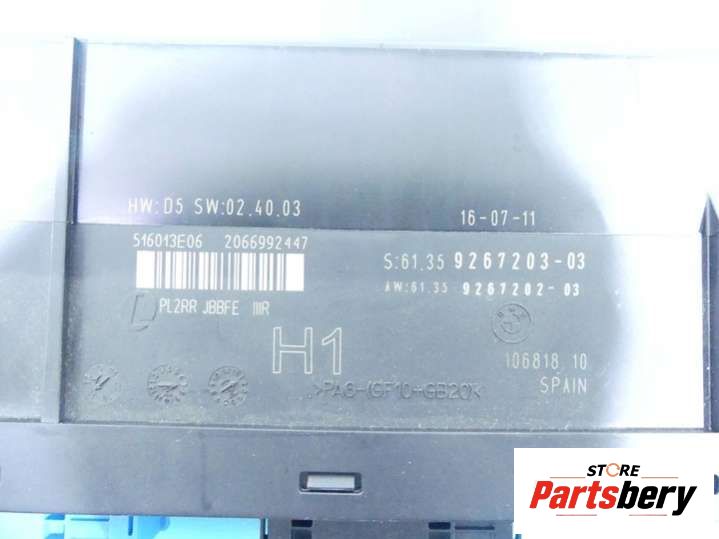 HW:D5 SW:02.40.03
16-07-11
516013E06 2066992447
S:61.35 9267203-03
AW:61.35 9267202-03
PL2RR JBBFE IIIR
H1
106818.10
>PA6-(GF10+GB20)<
SPAIN
STORE
Partsbery